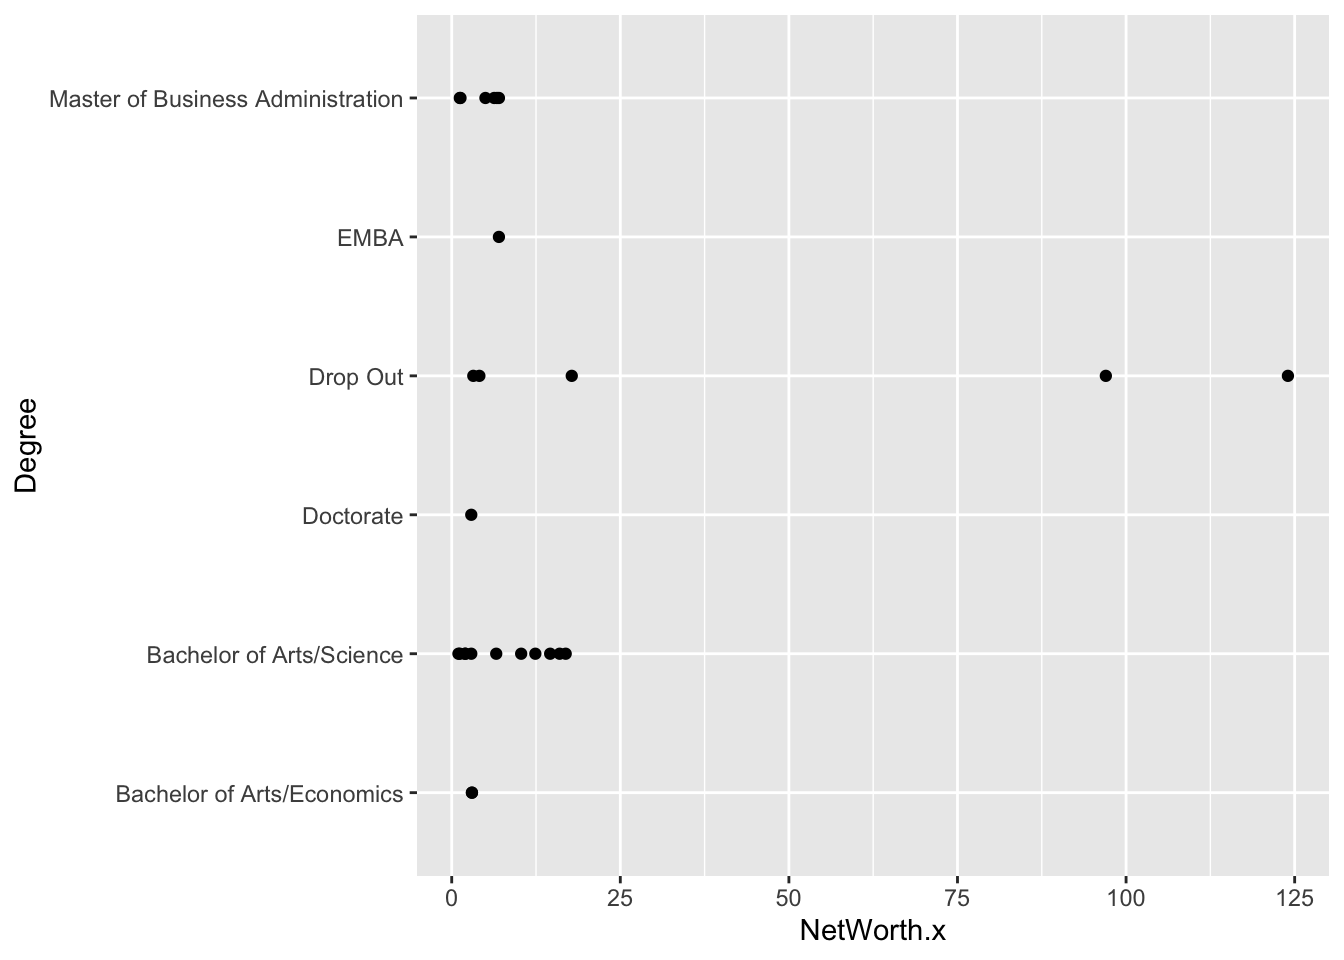 Master of Business Administration
EMBA
Drop Out
Doctorate
Bachelor of Arts/Science
Bachelor of Arts/Economics
Degree
0 25 50 75 100 125
NetWorth.x